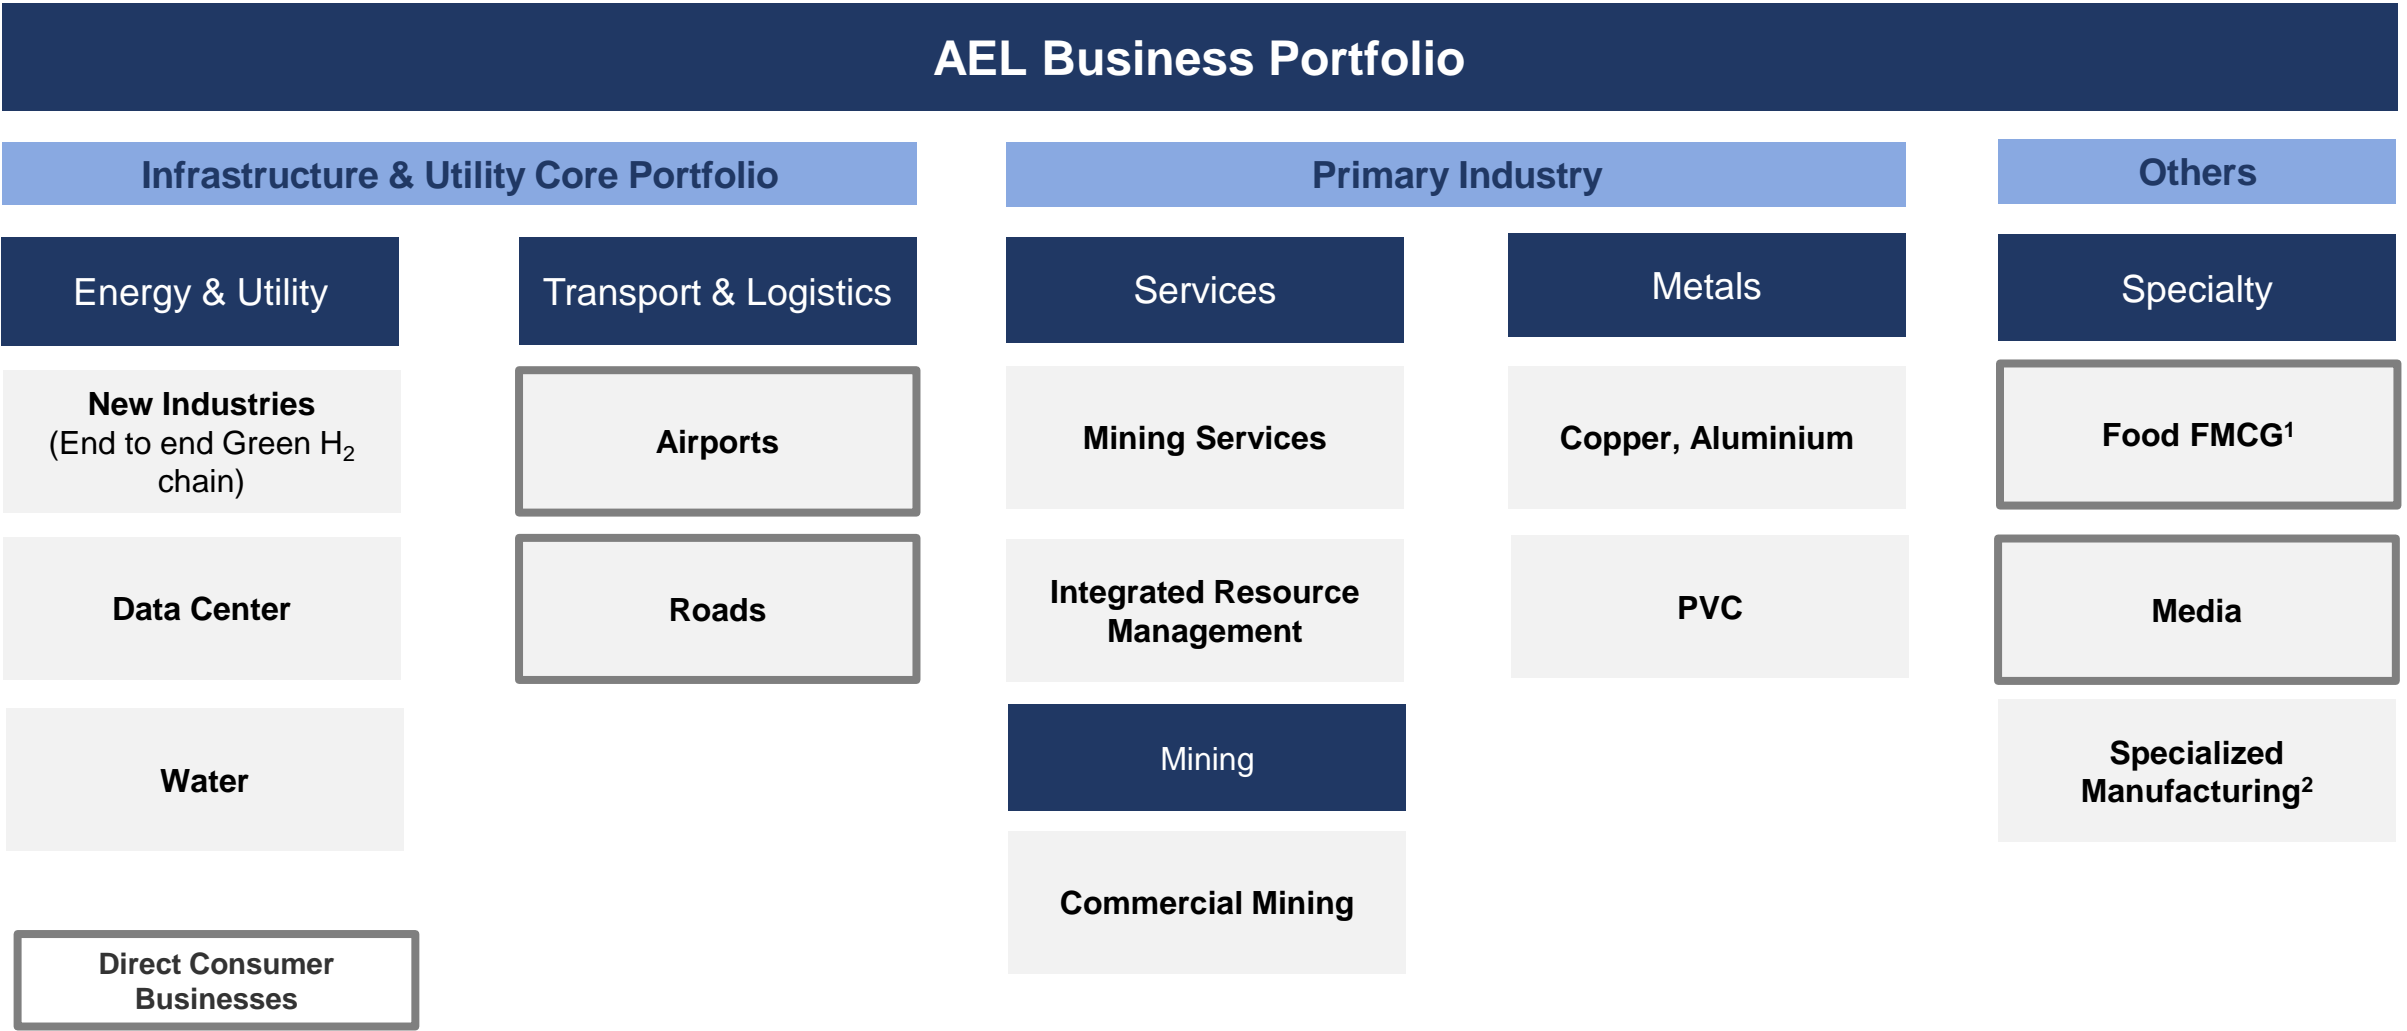 AEL Business Portfolio
Infrastructure & Utility Core Portfolio
Primary Industry
Others
Energy & Utility
Transport & Logistics
Services
Metals
Specialty
New Industries
(End to end Green H₂
chain)
Airports
Mining Services
Copper, Aluminium
Food FMCG¹
Data Center
Roads
Integrated Resource
Management
PVC
Media
Water
Mining
Specialized
Manufacturing²
Commercial Mining
Direct Consumer
Businesses